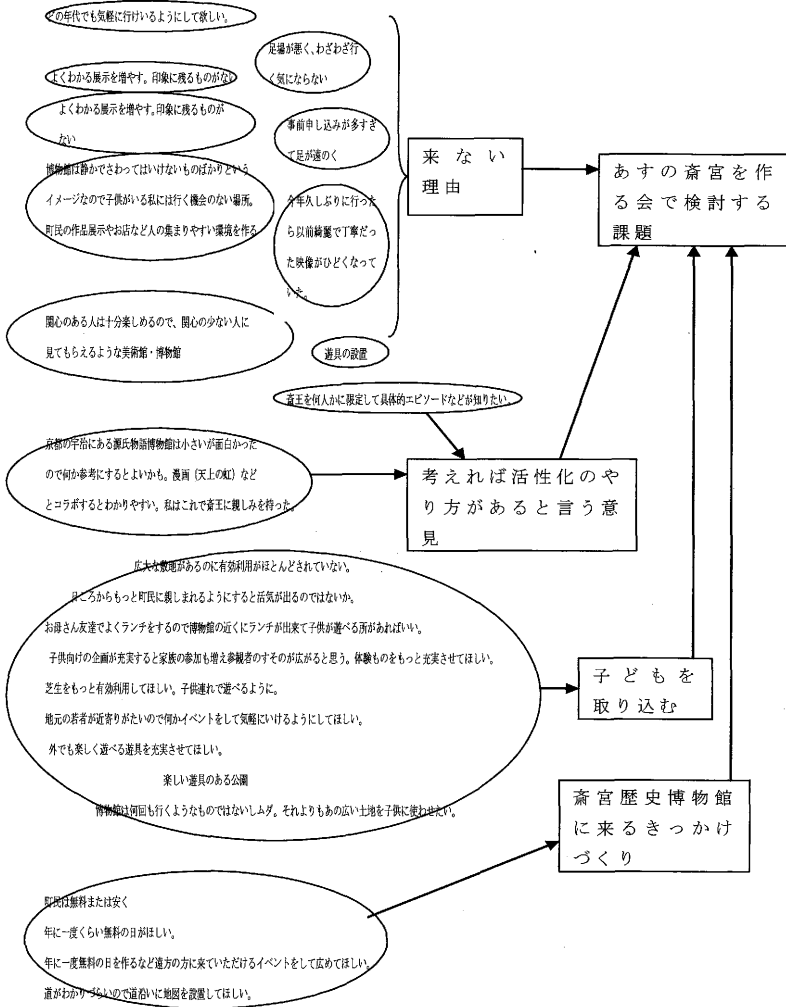 どの年代でも気軽に行けいるようにして欲しい。
足場が悪く、わざわざ行
く気にならない
よくわかる展示を増やす。印象に残るものがない
よくわかる展示を増やす。印象に残るものが
ない
事前申し込みが多すぎ
て足が遠のく
博物館は静かでさわってはいけないものばかりという
イメージなので子供がいる私には行く機会のない場所。
町民の作品展示やお店など人の集まりやすい環境を作る
今年久しぶりに行った
ら以前綺麗で丁寧だっ
た映像がひどくなって
いた。
関心のある人は十分楽しめるので、関心の少ない人に
見てもらえるような美術館・博物館
遊具の設置
来ない
理由
あすの斎宮を作
る会で検討する
課題
斎王を何人かに限定して具体的エピソードなどが知りたい。
京都の宇治にある源氏物語博物館は小さいが面白かった
ので何か参考にするとよいかも。漫画（天上の虹）など
とコラボするとわかりやすい。私はこれで斎王に親しみを持った。
考えれば活性化のや
り方があると言う意
見
広大な敷地があるのに有効利用がほとんどされていない。
日ごろからもっと町民に親しまれるようにすると活気が出るのではないか。
お母さん友達でよくランチをするので博物館の近くにランチが出来て子供が遊べる所があればいい。
子供向けの企画が充実すると家族の参加も増え参観者のすそのが広がると思う。体験ものをもっと充実させてほしい。
芝生をもっと有効利用してほしい。子供連れで遊べるように。
地元の若者が近寄りがたいので何かイベントをして気軽にいけるようにしてほしい。
外でも楽しく遊べる遊具を充実させてほしい。
楽しい遊具のある公園
博物館は何回も行くようなものではないしムダ。それよりもあの広い土地を子供に使わせたい。
子どもを
取り込む
斎宮歴史博物館
に来るきっかけ
づくり
町民は無料または安く
年に一度くらい無料の日がほしい。
年に一度無料の日を作るなど遠方の方に来ていただけるイベントをして広めてほしい。
道がわかりづらいので道沿いに地図を設置してほしい。